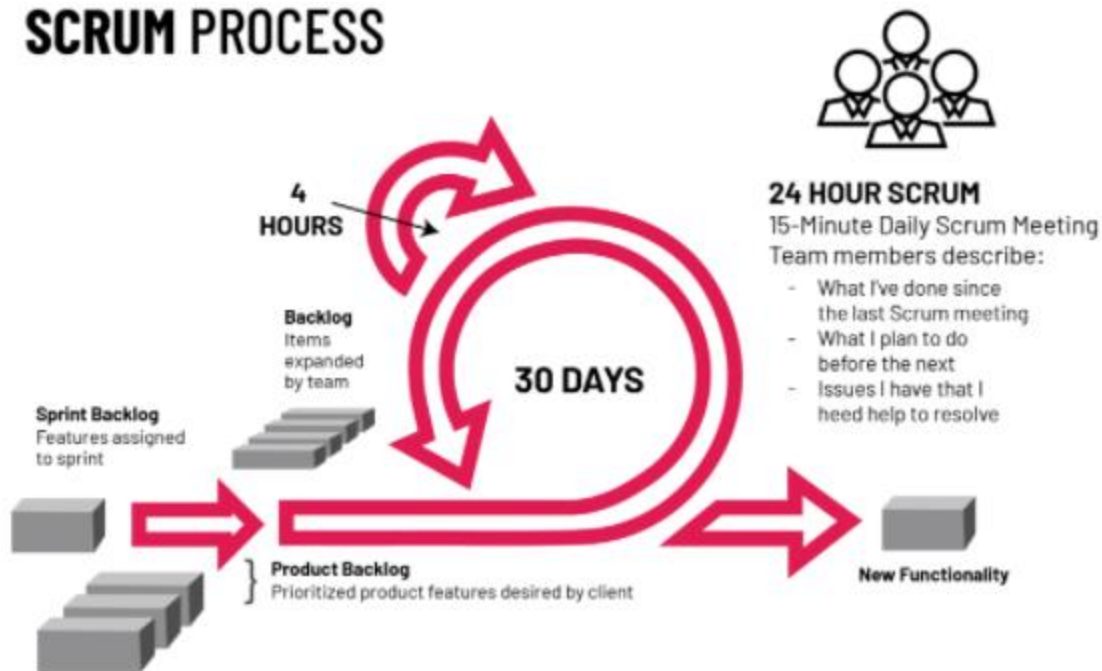 SCRUM PROCESS
4
HOURS
Backlog
Items
expanded
by team
30 DAYS
Sprint Backlog
Features assigned
to sprint
Product Backlog
Prioritized product features desired by client
24 HOUR SCRUM
15-Minute Daily Scrum Meeting
Team members describe:
- What I've done since
the last Scrum meeting
- What I plan to do
before the next
- Issues I have that I
heed help to resolve
New Functionality